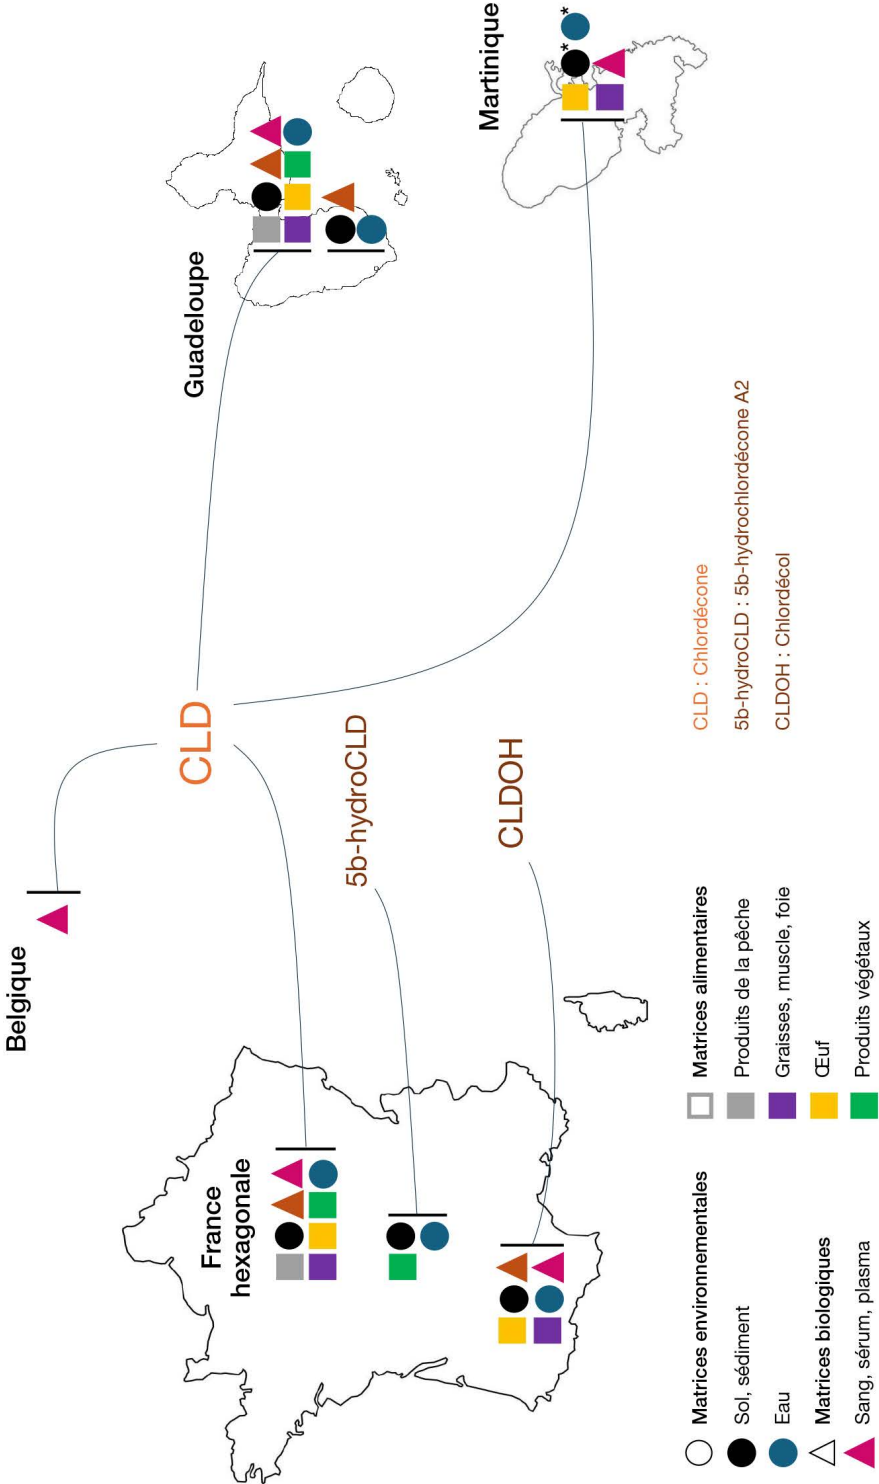 Belgique
France
hexagonale
CLD
5b-hydroCLD
CLDOH
Guadeloupe
Martinique
*
*
Matrices environnementales
Sol, sédiment
Eau
Matrices biologiques
Sang, sérum, plasma
Matrices alimentaires
Produits de la pêche
Graisses, muscle, foie
Œuf
Produits végétaux
CLD : Chlordécone
5b-hydroCLD : 5b-hydrochlordécone A2
CLDOH : Chlordécol